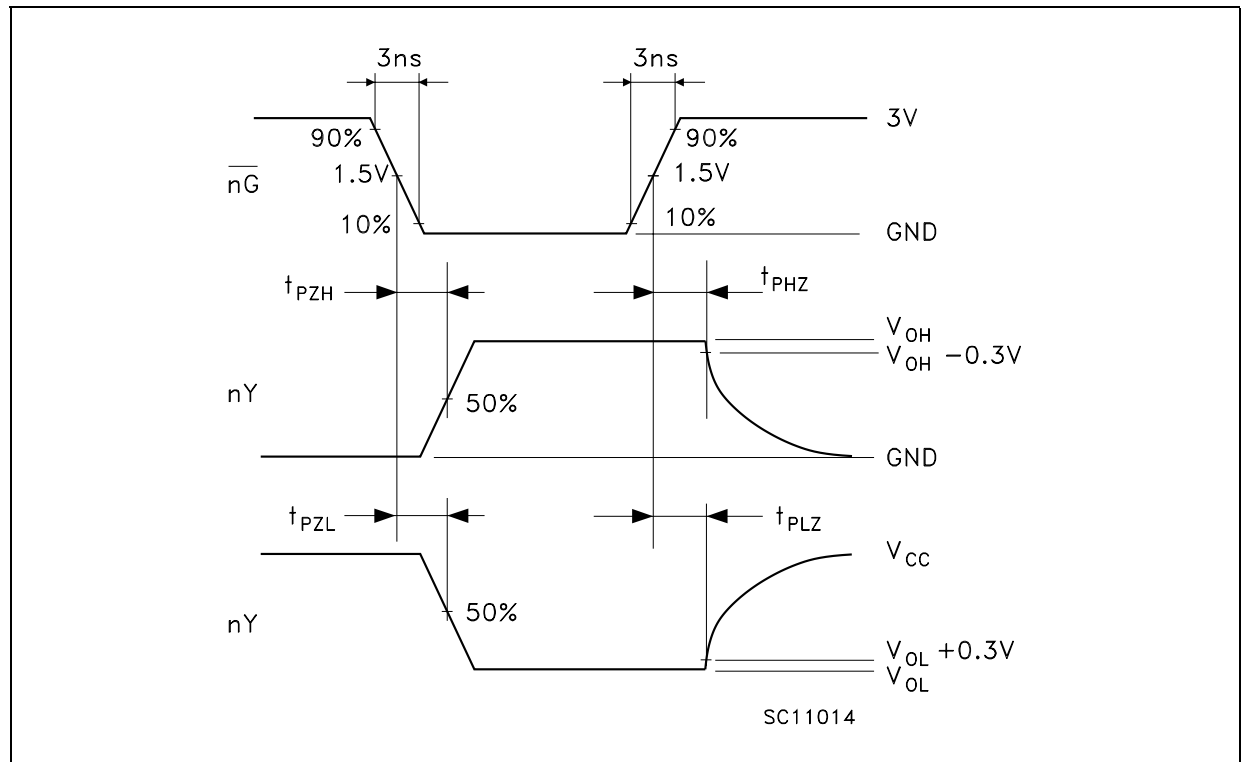 3ns 3ns
3V
90% 90%
nG 1.5V 1.5V
10% 10%
GND
tPZH tPHZ
VOH
VOH -0.3V
nY 50%
GND
tPZL tPLZ
VCC
nY 50%
VOL +0.3V
VOL
SC11014